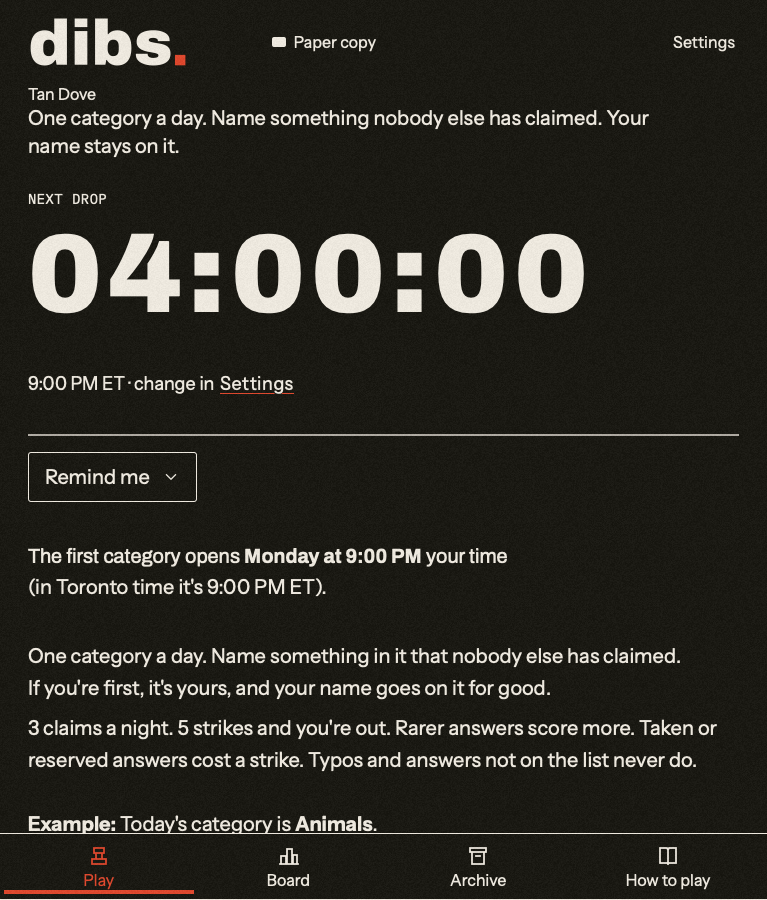 dibs.
Paper copy
Settings
Tan Dove
One category a day. Name something nobody else has claimed. Your
name stays on it.
NEXT DROP
04:00:00
9:00 PM ET · change in Settings
Remind me
The first category opens Monday at 9:00 PM your time
(in Toronto time it's 9:00 PM ET).
One category a day. Name something in it that nobody else has claimed.
If you're first, it's yours, and your name goes on it for good.
3 claims a night. 5 strikes and you're out. Rarer answers score more. Taken or
reserved answers cost a strike. Typos and answers not on the list never do.
Example: Today's category is Animals.
Play
Board
Archive
How to play